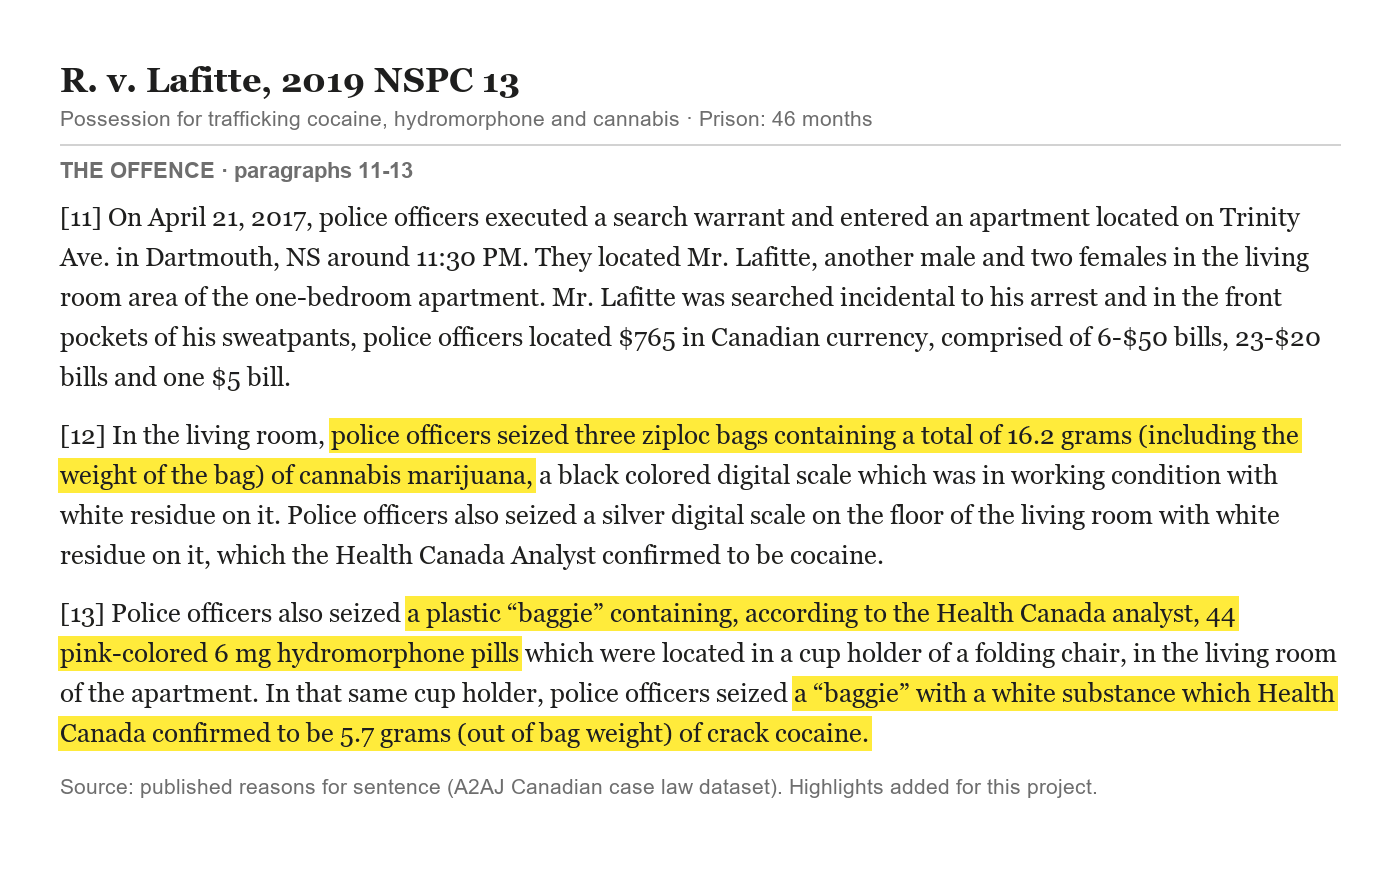 R. v. Lafitte, 2019 NSPC 13
Possession for trafficking cocaine, hydromorphone and cannabis · Prison: 46 months
THE OFFENCE · paragraphs 11-13
[11] On April 21, 2017, police officers executed a search warrant and entered an apartment located on Trinity
Ave. in Dartmouth, NS around 11:30 PM. They located Mr. Lafitte, another male and two females in the living
room area of the one-bedroom apartment. Mr. Lafitte was searched incidental to his arrest and in the front
pockets of his sweatpants, police officers located $765 in Canadian currency, comprised of 6-$50 bills, 23-$20
bills and one $5 bill.
[12] In the living room, police officers seized three ziploc bags containing a total of 16.2 grams (including the
weight of the bag) of cannabis marijuana, a black colored digital scale which was in working condition with
white residue on it. Police officers also seized a silver digital scale on the floor of the living room with white
residue on it, which the Health Canada Analyst confirmed to be cocaine.
[13] Police officers also seized a plastic “baggie” containing, according to the Health Canada analyst, 44
pink-colored 6 mg hydromorphone pills which were located in a cup holder of a folding chair, in the living room
of the apartment. In that same cup holder, police officers seized a “baggie” with a white substance which Health
Canada confirmed to be 5.7 grams (out of bag weight) of crack cocaine.
Source: published reasons for sentence (A2AJ Canadian case law dataset). Highlights added for this project.